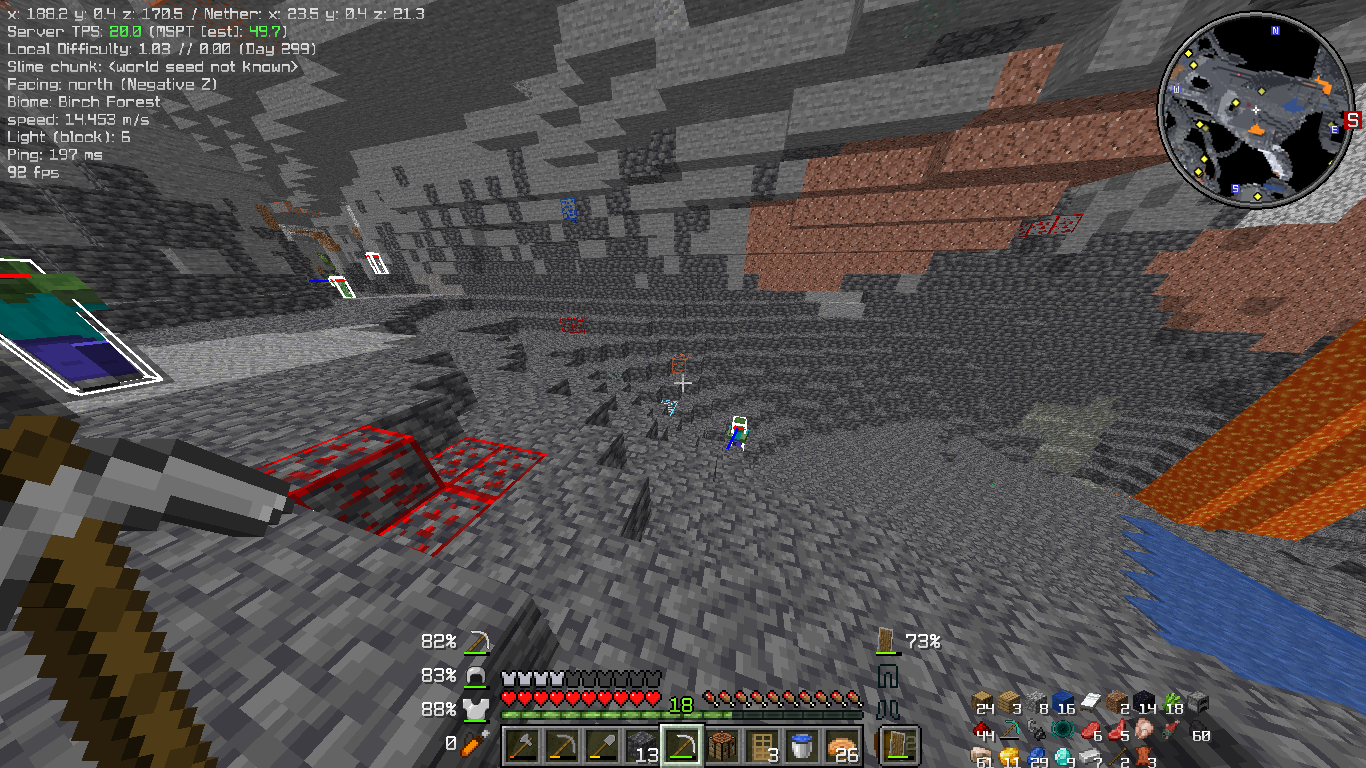 x: 188.2 y: 0.4 z: 170.5 / Nether: x: 23.5 y: 0.4 z: 21.3
Server TPS: 20.0 (MSPT [est]: 49.7)
Local Difficulty: 1.03 // 0.00 (Day 299)
Slime chunk: <world seed not known>
Facing: north (Negative Z)
Biome: Birch Forest
speed: 14.453 m/s
Light (block): 6
Ping: 197 ms
92 fps
N
W
E
S
S
82%
73%
83%
88%
18
0
13
3
26
24 3 8 16 2 14 18
44 6 5 60
61 11 29 9 7 2 3